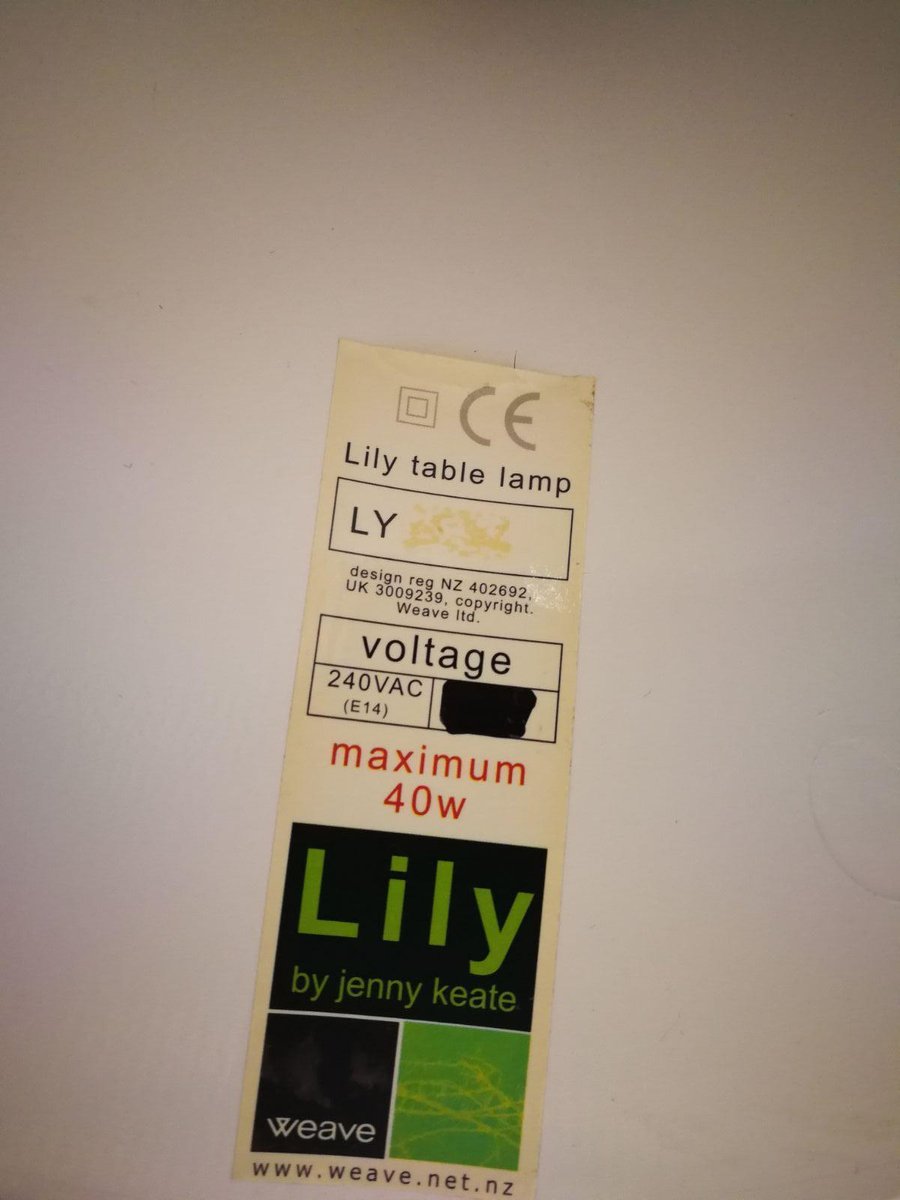 CE
Lily table lamp
LY
design reg NZ 402692,
UK 3009239, copyright.
Weave ltd.
voltage
240VAC
(E14)
maximum
40w
Lily
by jenny keate
weave
www.weave.net.nz